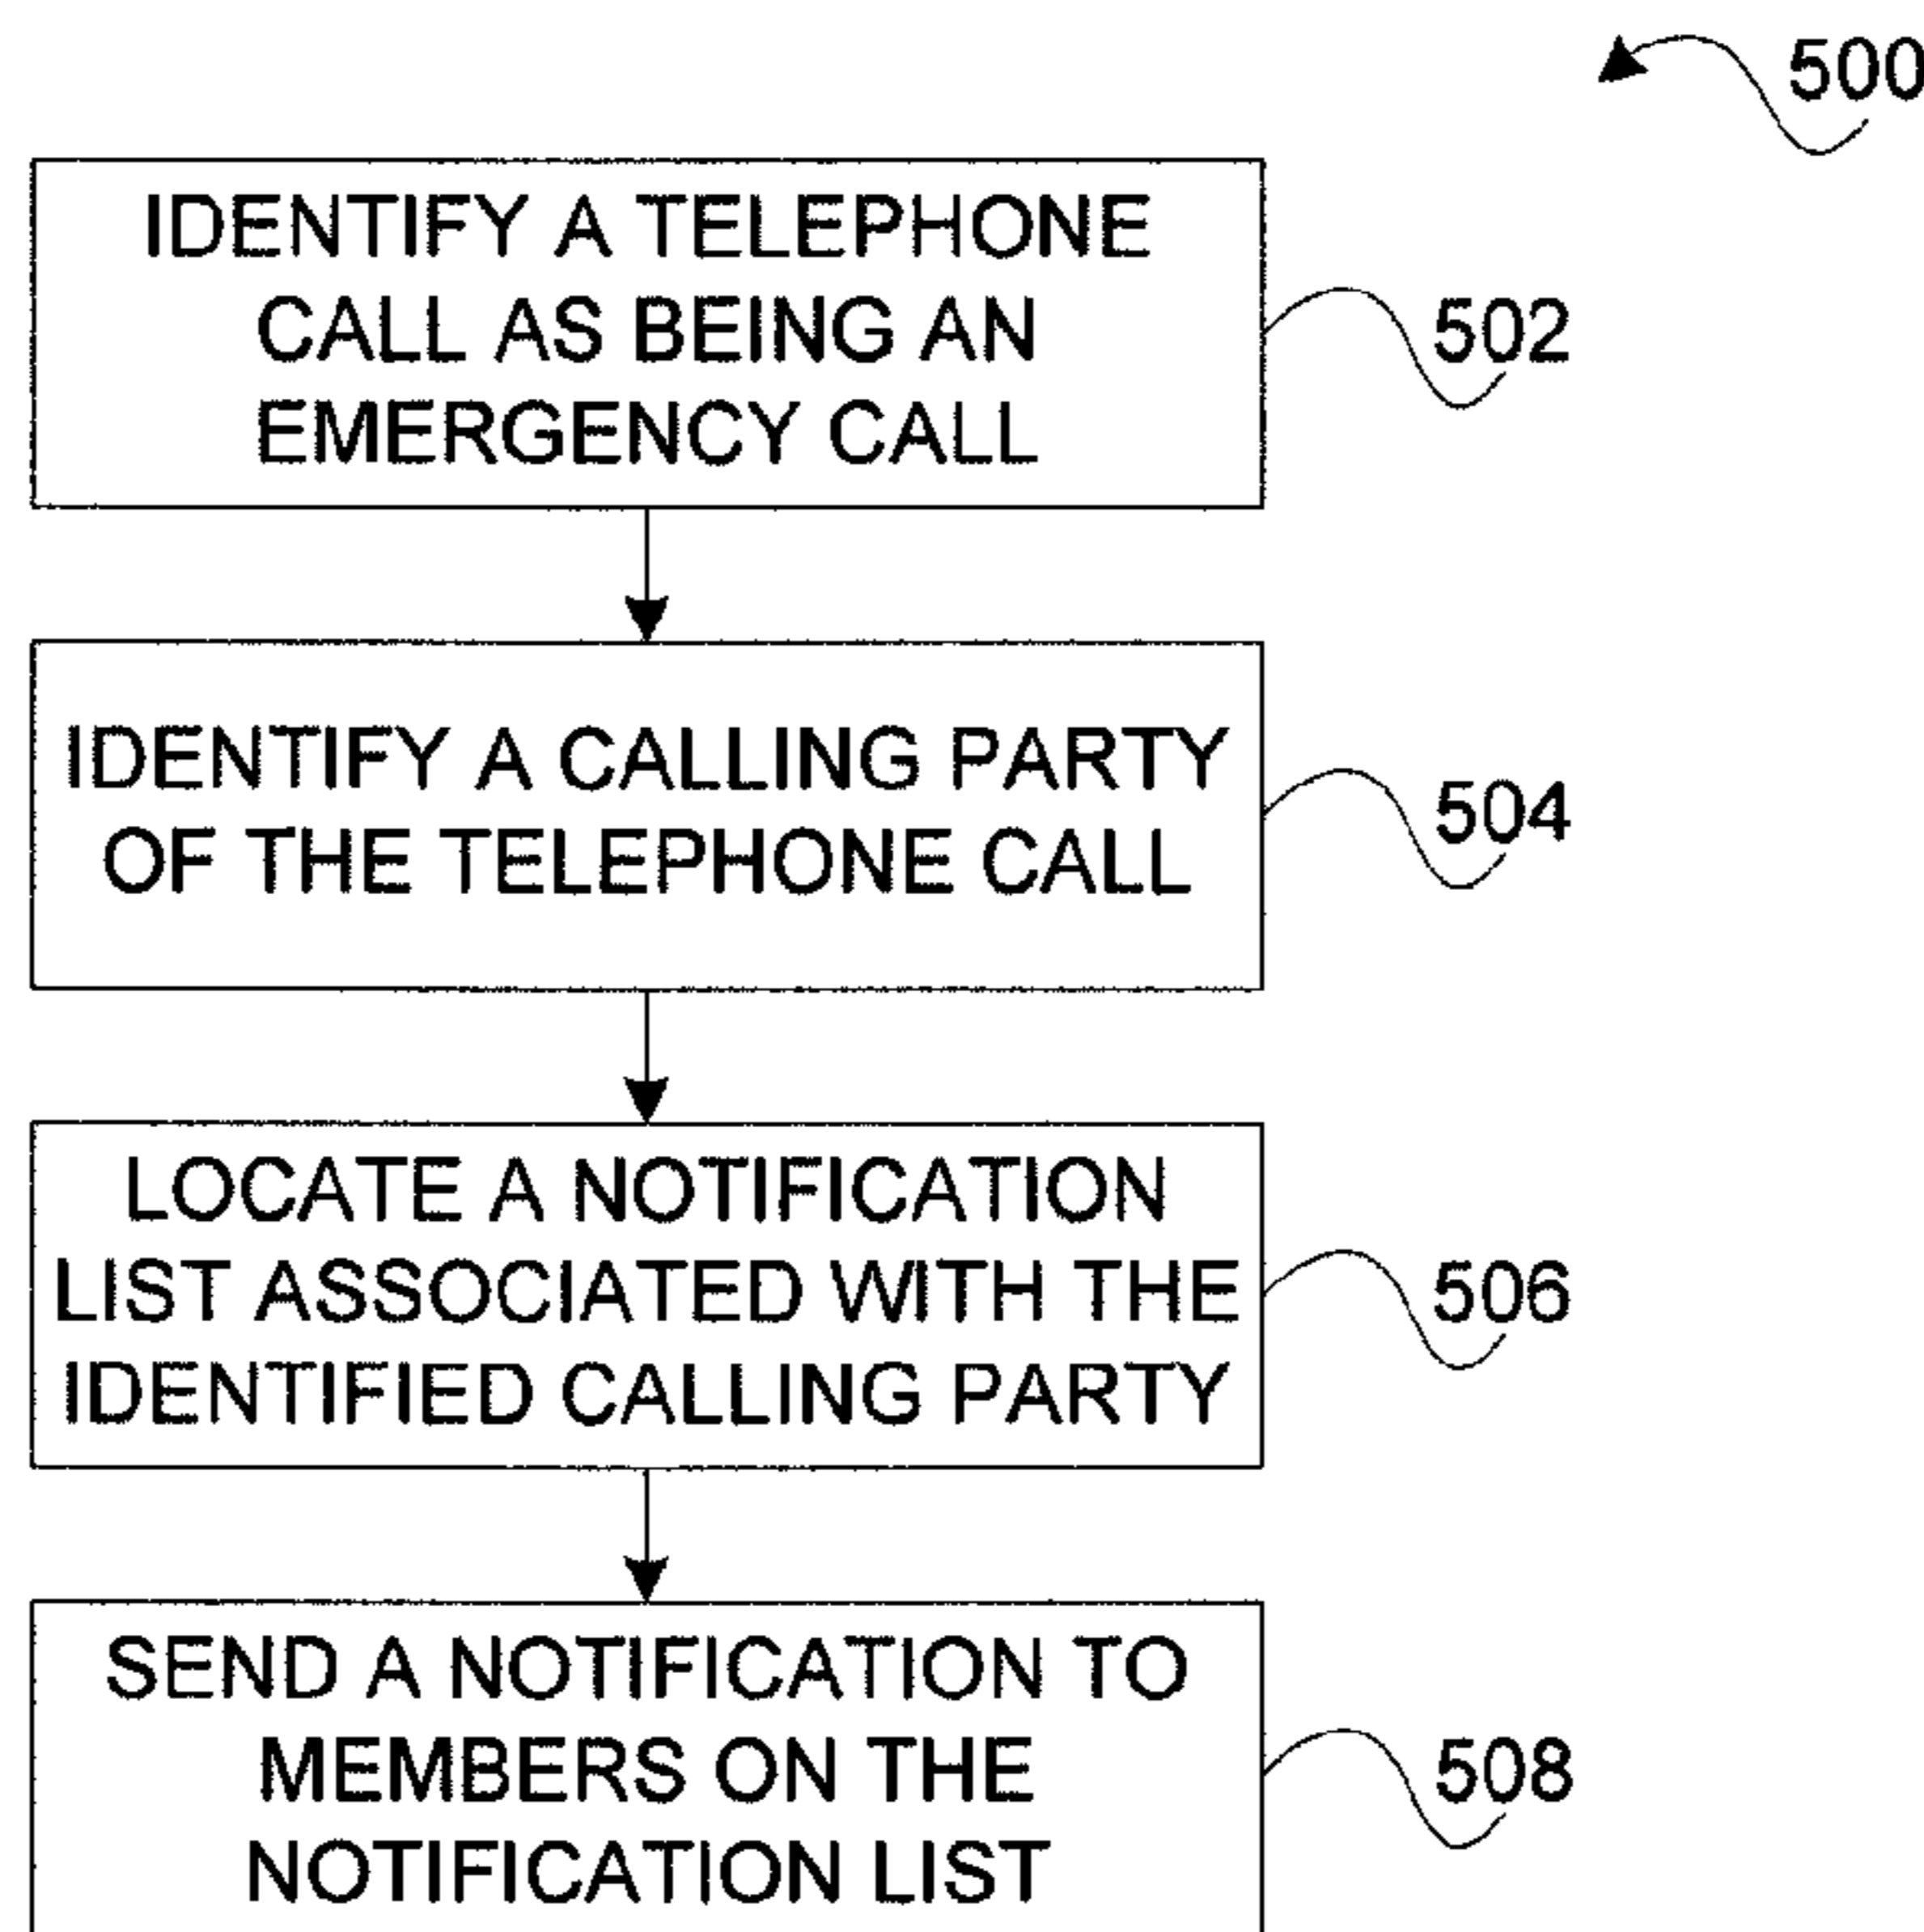 500
IDENTIFY A TELEPHONE
CALL AS BEING AN
EMERGENCY CALL
502
IDENTIFY A CALLING PARTY
OF THE TELEPHONE CALL
504
LOCATE A NOTIFICATION
LIST ASSOCIATED WITH THE
IDENTIFIED CALLING PARTY
506
SEND A NOTIFICATION TO
MEMBERS ON THE
NOTIFICATION LIST
508